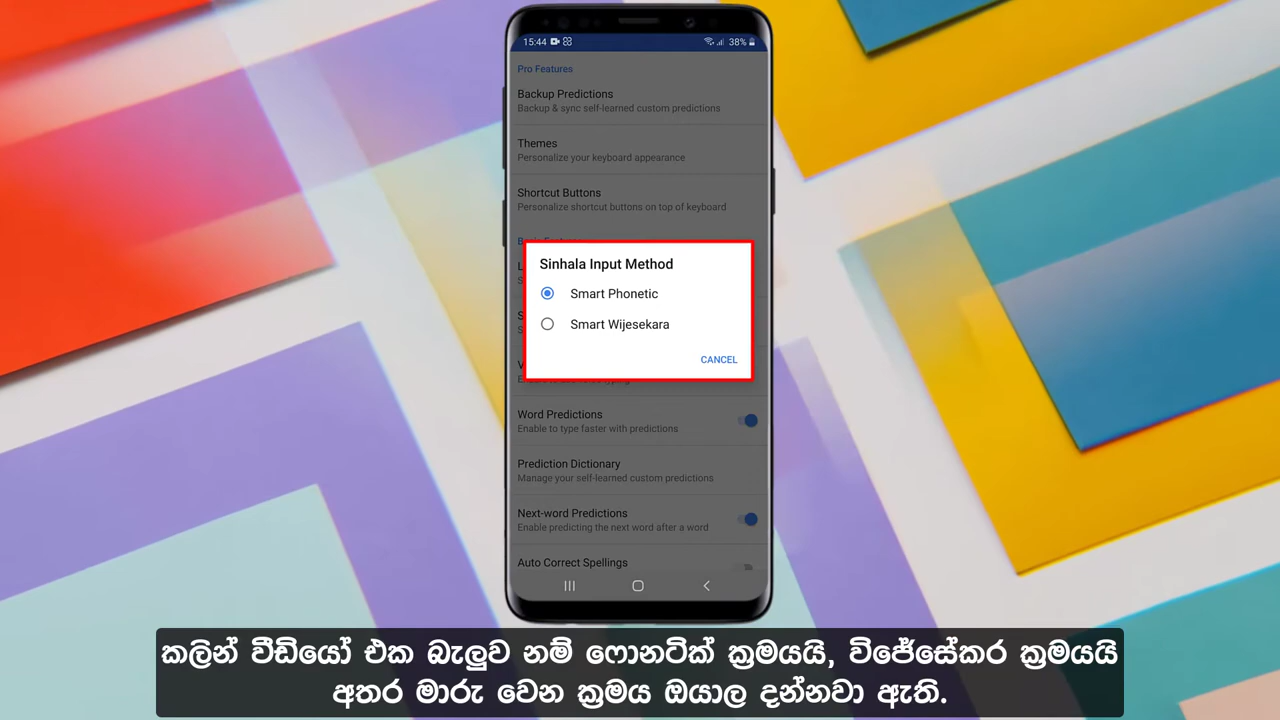 15:44
38%
Pro Features
Backup Predictions
Backup & sync self-learned custom predictions
Themes
Personalize your keyboard appearance
Shortcut Buttons
Personalize shortcut buttons on top of keyboard
Sinhala Input Method
Smart Phonetic
Smart Wijesekara
CANCEL
Word Predictions
Enable to type faster with predictions
Prediction Dictionary
Manage your self-learned custom predictions
Next-word Predictions
Enable predicting the next word after a word
Auto Correct Spellings
කලින් වීඩියෝ එක බැලුව නම් ෆොනටික් ක්‍රමයයි, විජේසේකර ක්‍රමයයි
අතර මාරු වෙන ක්‍රමය ඔයාල දන්නවා ඇති.